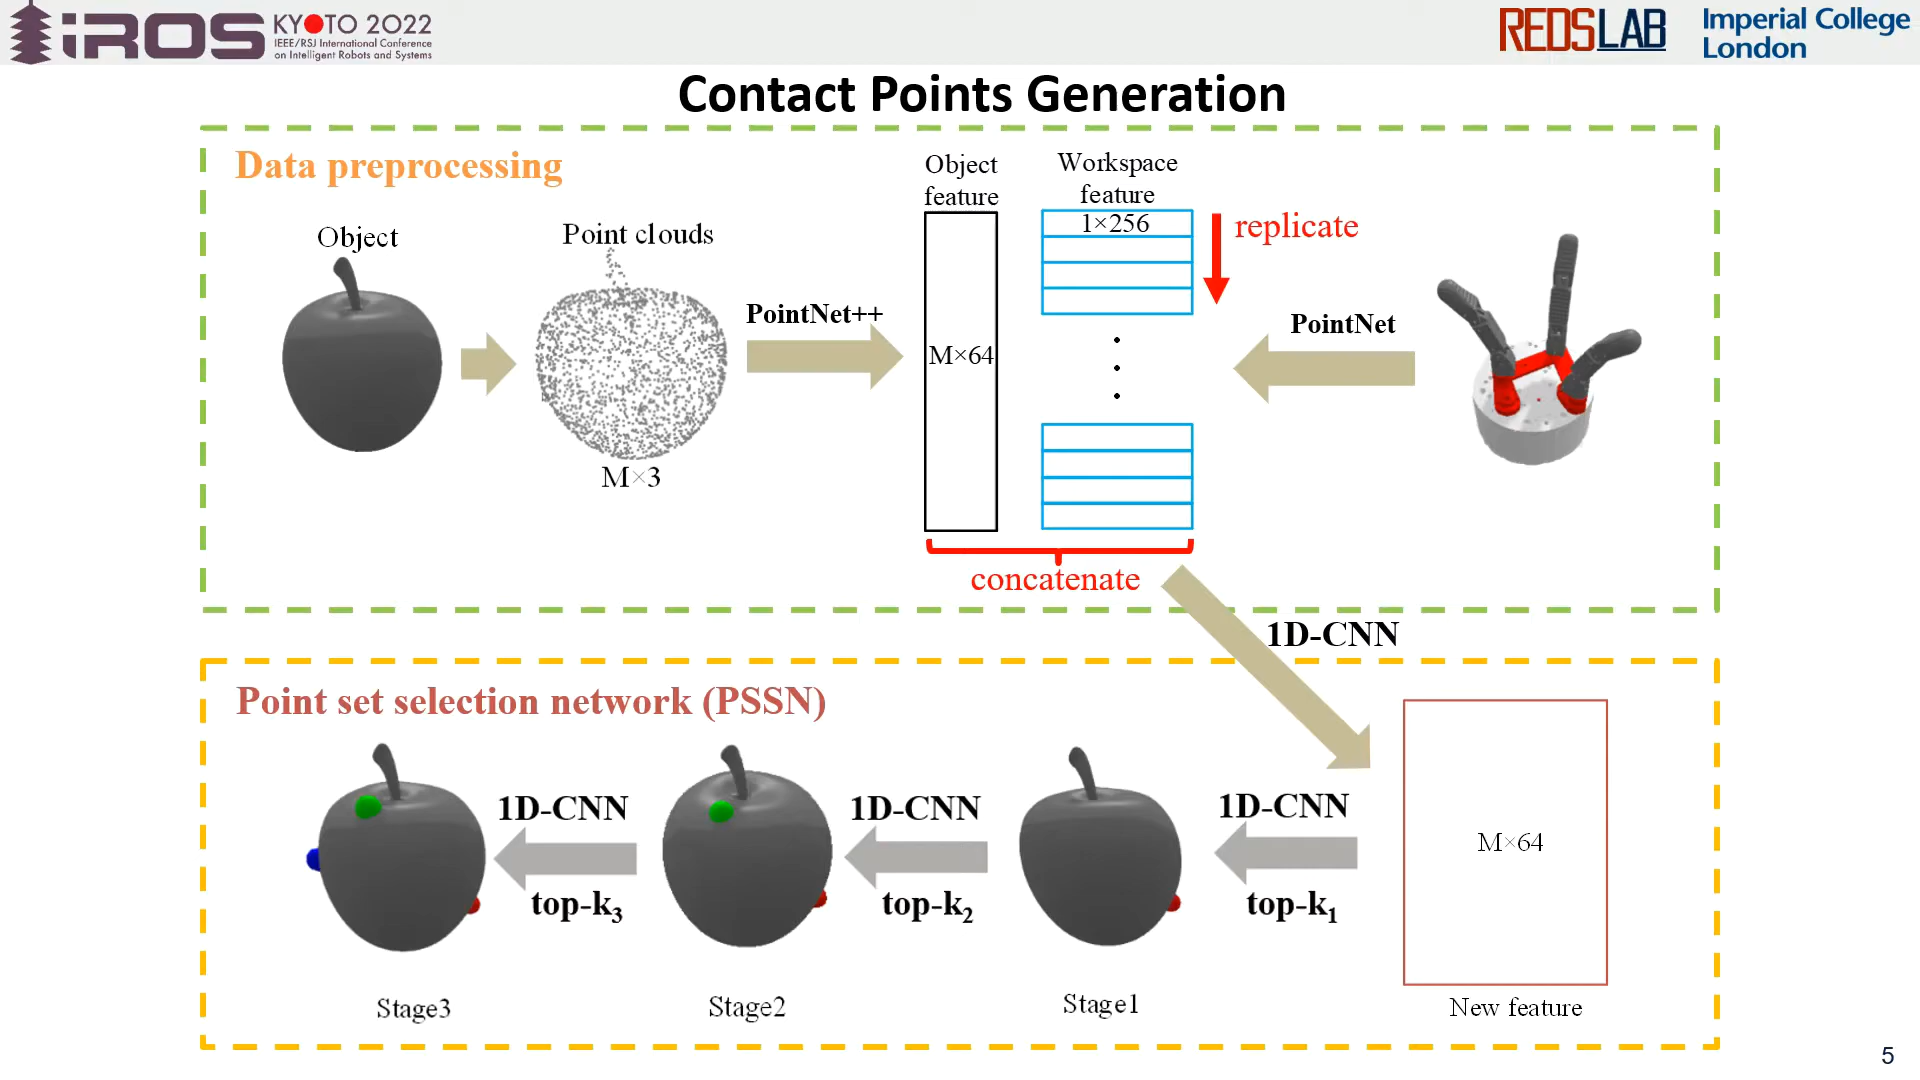 iROS
KYOTO 2022
IEEE/RSJ International Conference
on Intelligent Robots and Systems
REDSLAB
Imperial College
London
Contact Points Generation
Data preprocessing
Object
Point clouds
M×3
PointNet++
Object
feature
M×64
Workspace
feature
1×256
replicate
PointNet
concatenate
1D-CNN
Point set selection network (PSSN)
1D-CNN
top-k3
1D-CNN
top-k2
1D-CNN
top-k1
M×64
Stage3
Stage2
Stage1
New feature
5